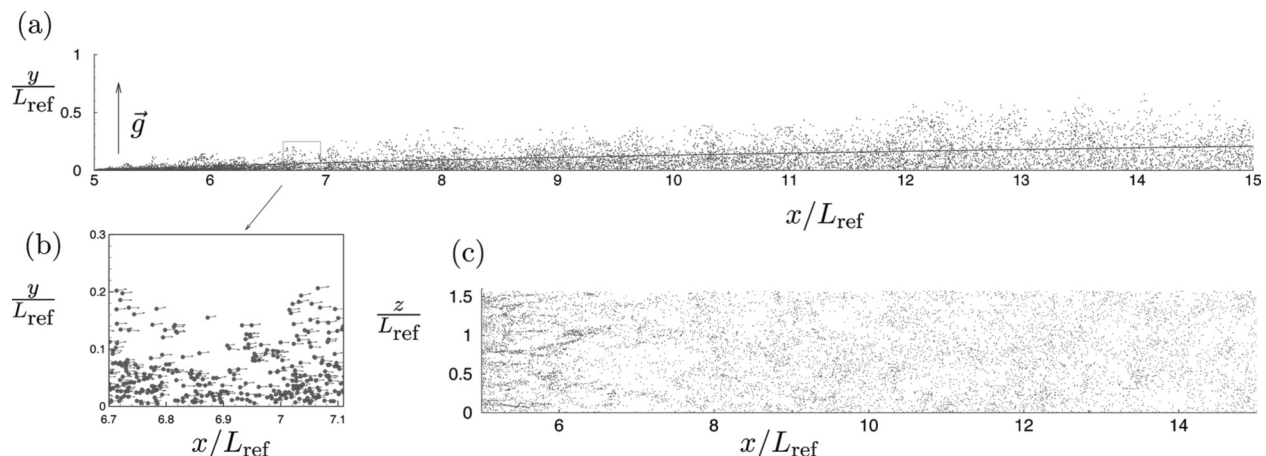 (a)
1
y/L_ref
0.5
g⃗
0
5 6 7 8 9 10 11 12 13 14 15
x/L_ref
(b)
0.3
y/L_ref
0.2
0.1
0
6.7 6.8 6.9 7 7.1
x/L_ref
(c)
1.5
z/L_ref
1
0.5
0
6 8 10 12 14
x/L_ref